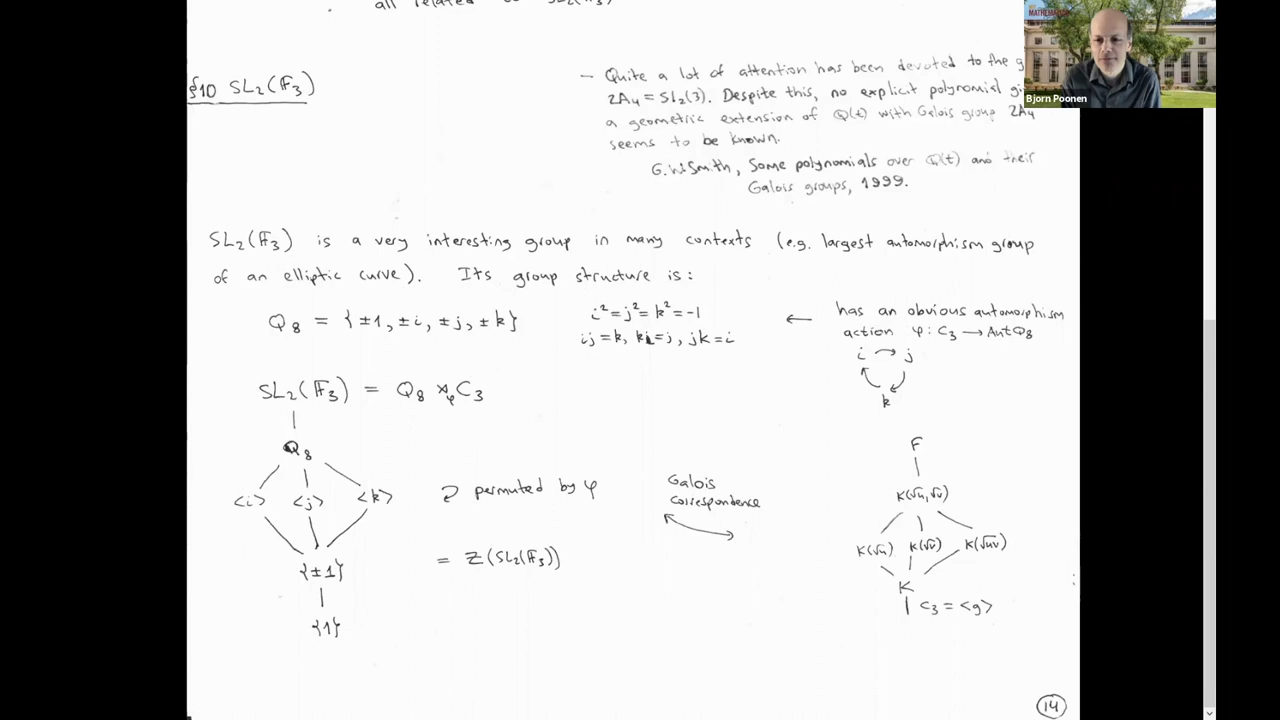 all related
§10 SL₂(𝔽₃)
— Quite a lot of attention has been devoted to the g
2A₄ = SL₂(3). Despite this, no explicit polynomial gi
a geometric extension of Q(t) with Galois group 2A₄
seems to be known.
G.W. Smith, Some polynomials over Q(t) and their
Galois groups, 1999.
SL₂(𝔽₃) is a very interesting group in many contexts (e.g. largest automorphism group
of an elliptic curve). Its group structure is:
Q₈ = {±1, ±i, ±j, ±k}
i²=j²=k²=-1
ij=k, ki=j, jk=i
← has an obvious automorphism
action φ: C₃ → Aut Q₈
i → j
k
SL₂(𝔽₃) = Q₈ ⋊φ C₃
Q₈
<i> <j> <k>
permuted by φ
{±1}
= Z(SL₂(𝔽₃))
{1}
Galois
correspondence
F
K(√u,√v)
K(√u) K(√v) K(√uv)
K
| C₃ = <g>
14
MATHEMATIC
Bjorn Poonen